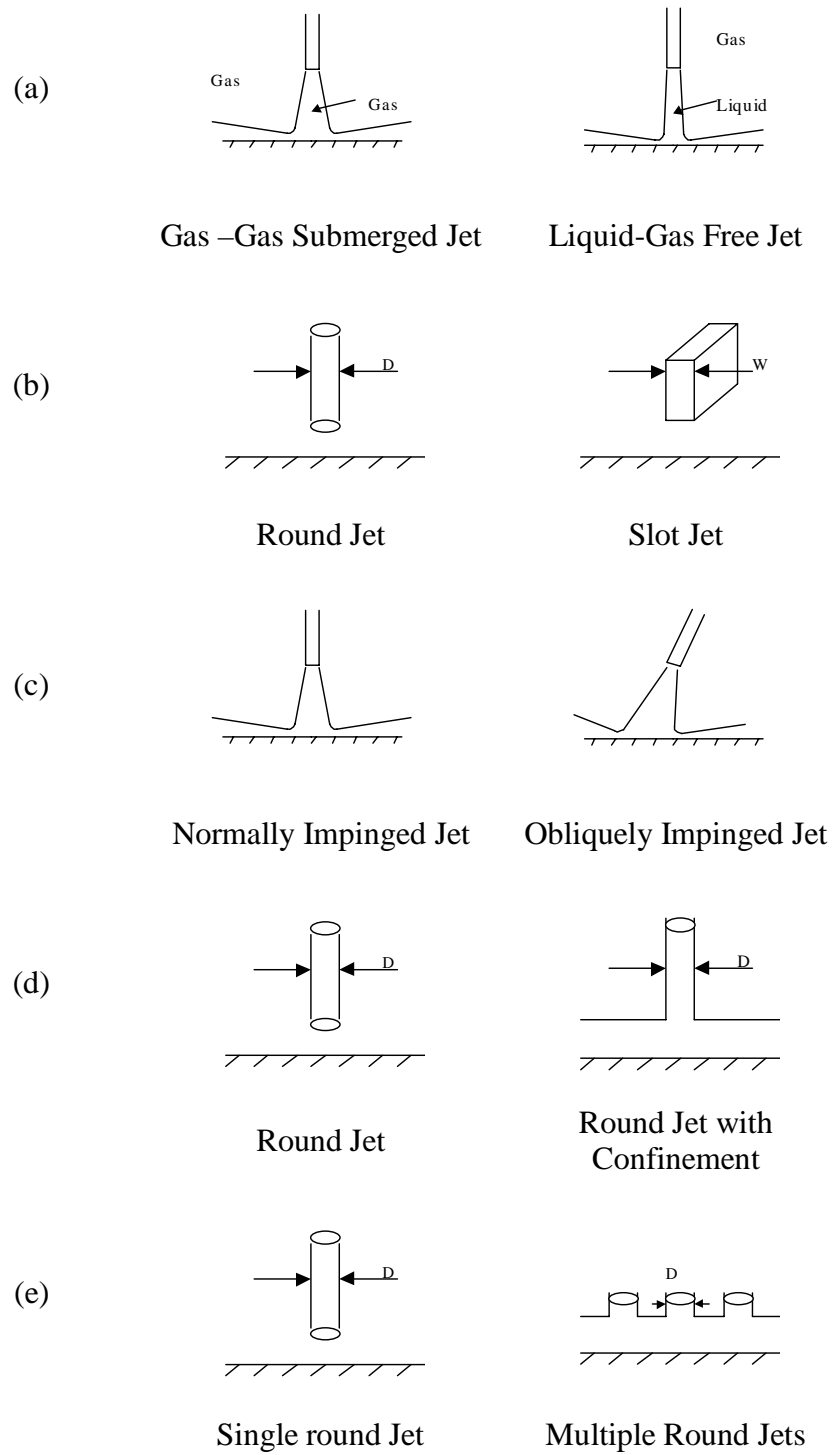 (a)
Gas
Gas
Gas
Liquid
Gas –Gas Submerged Jet
Liquid-Gas Free Jet
(b)
D
W
Round Jet
Slot Jet
(c)
Normally Impinged Jet
Obliquely Impinged Jet
(d)
D
D
Round Jet
Round Jet with
Confinement
(e)
D
D
Single round Jet
Multiple Round Jets